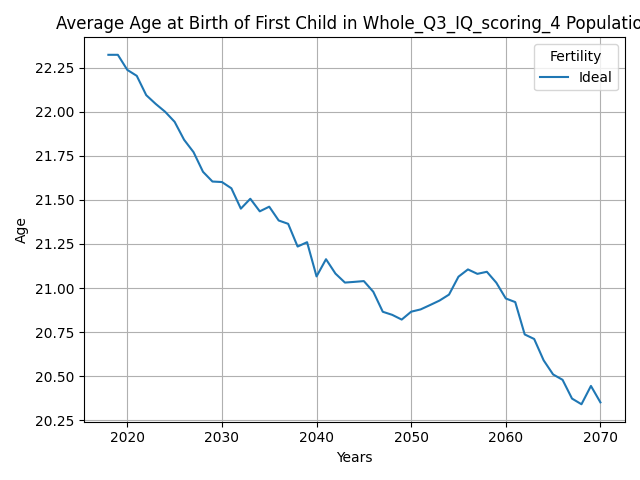 Average Age at Birth of First Child in Whole_Q3_IQ_scoring_4 Populatio
Fertility
Ideal
22.25
22.00
21.75
21.50
21.25
21.00
20.75
20.50
20.25
Age
2020 2030 2040 2050 2060 2070
Years